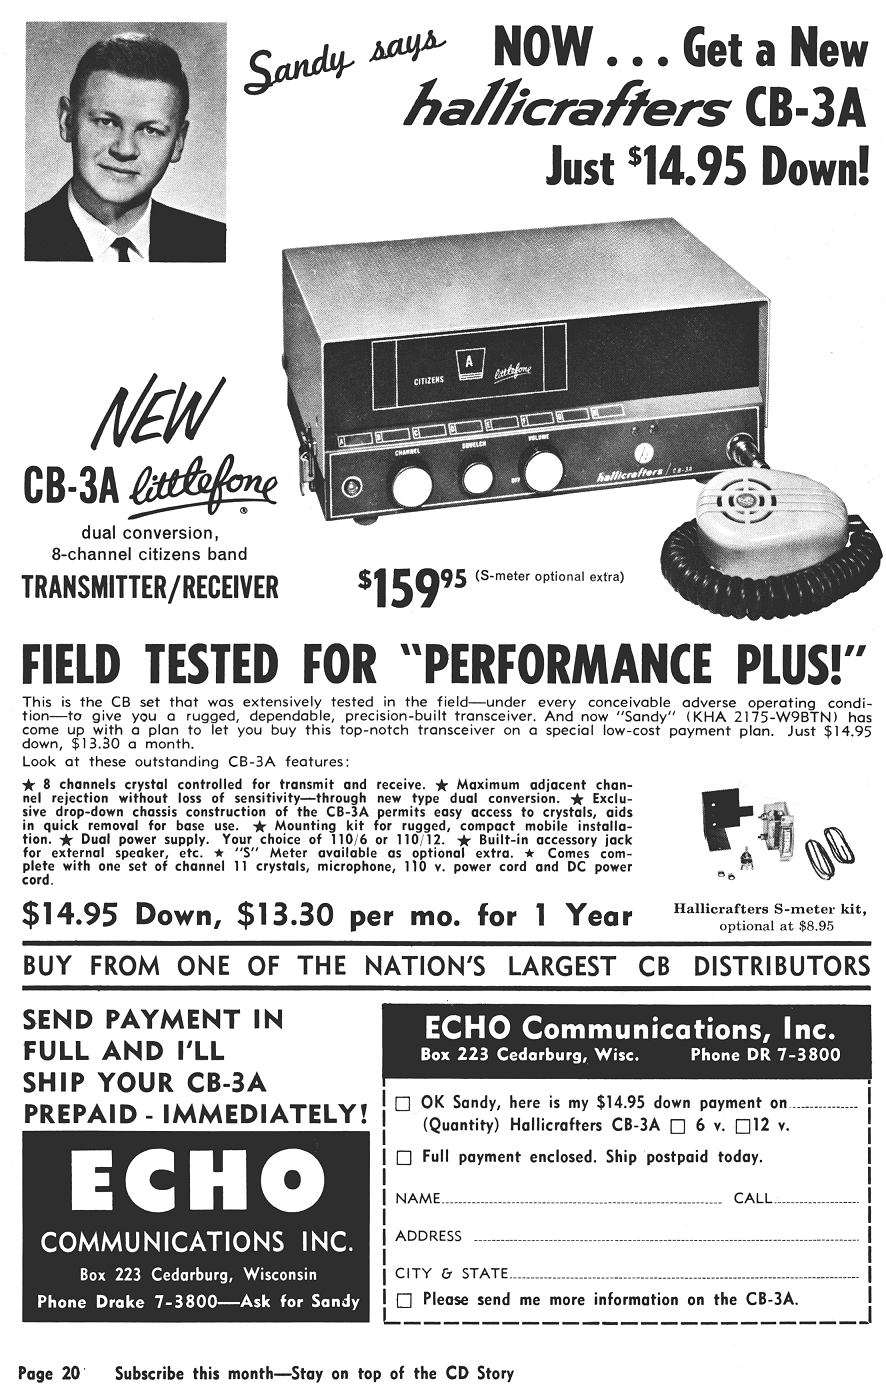 Sandy says
NOW . . . Get a New
hallicrafters CB-3A
Just $14.95 Down!
CITIZENS
A
littlefone
A B C D E F G H
CHANNEL
SQUELCH
VOLUME
OFF
hallicrafters / CB-3A
NEW
CB-3A littlefone
®
dual conversion,
8-channel citizens band
TRANSMITTER/RECEIVER
$159 95 (S-meter optional extra)
FIELD TESTED FOR "PERFORMANCE PLUS!"
This is the CB set that was extensively tested in the field—under every conceivable adverse operating condi-
tion—to give you a rugged, dependable, precision-built transceiver. And now "Sandy" (KHA 2175-W9BTN) has
come up with a plan to let you buy this top-notch transceiver on a special low-cost payment plan. Just $14.95
down, $13.30 a month.
Look at these outstanding CB-3A features:
★ 8 channels crystal controlled for transmit and receive. ★ Maximum adjacent chan-
nel rejection without loss of sensitivity—through new type dual conversion. ★ Exclu-
sive drop-down chassis construction of the CB-3A permits easy access to crystals, aids
in quick removal for base use. ★ Mounting kit for rugged, compact mobile installa-
tion. ★ Dual power supply. Your choice of 110/6 or 110/12. ★ Built-in accessory jack
for external speaker, etc. ★ "S" Meter available as optional extra. ★ Comes com-
plete with one set of channel 11 crystals, microphone, 110 v. power cord and DC power
cord.
$14.95 Down, $13.30 per mo. for 1 Year
Hallicrafters S-meter kit,
optional at $8.95
BUY FROM ONE OF THE NATION'S LARGEST CB DISTRIBUTORS
SEND PAYMENT IN
FULL AND I'LL
SHIP YOUR CB-3A
PREPAID - IMMEDIATELY!
ECHO
COMMUNICATIONS INC.
Box 223 Cedarburg, Wisconsin
Phone Drake 7-3800—Ask for Sandy
ECHO Communications, Inc.
Box 223 Cedarburg, Wisc. Phone DR 7-3800
☐ OK Sandy, here is my $14.95 down payment on
(Quantity) Hallicrafters CB-3A ☐ 6 v. ☐ 12 v.
☐ Full payment enclosed. Ship postpaid today.
NAME CALL
ADDRESS
CITY & STATE
☐ Please send me more information on the CB-3A.
Page 20 Subscribe this month—Stay on top of the CD Story